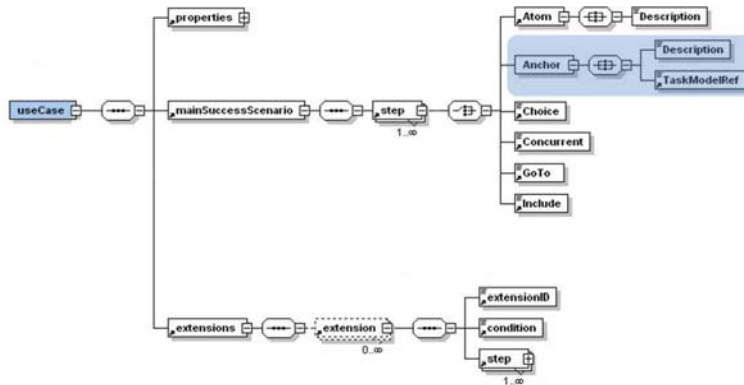 properties
Atom
Description
Anchor
Description
TaskModelRef
useCase
mainSuccessScenario
step
1..∞
Choice
Concurrent
GoTo
Include
extensions
extension
0..∞
extensionID
condition
step
1..∞